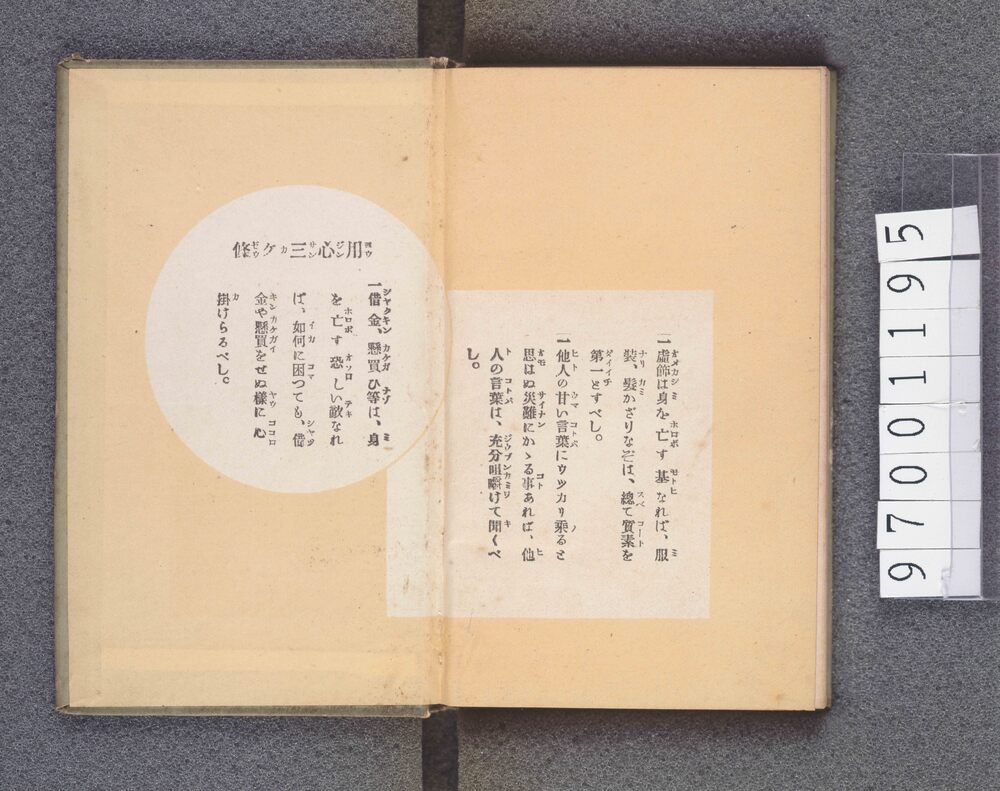 用心三ケ條
一借金、懸買ひ等は、身
を亡す恐しい敵なれ
ば、如何に困つても、借
金や懸買をせぬ樣に心
掛けらるべし。
一虛飾は身を亡す基なれば、服
裝、髮かざりなどは、總て質素を
第一とすべし。
一他人の甘い言葉にウツカリ乘ると
思はぬ災難にかゝる事あれば、他
人の言葉は、充分咀嚼けて聞くべ
し。
97001195